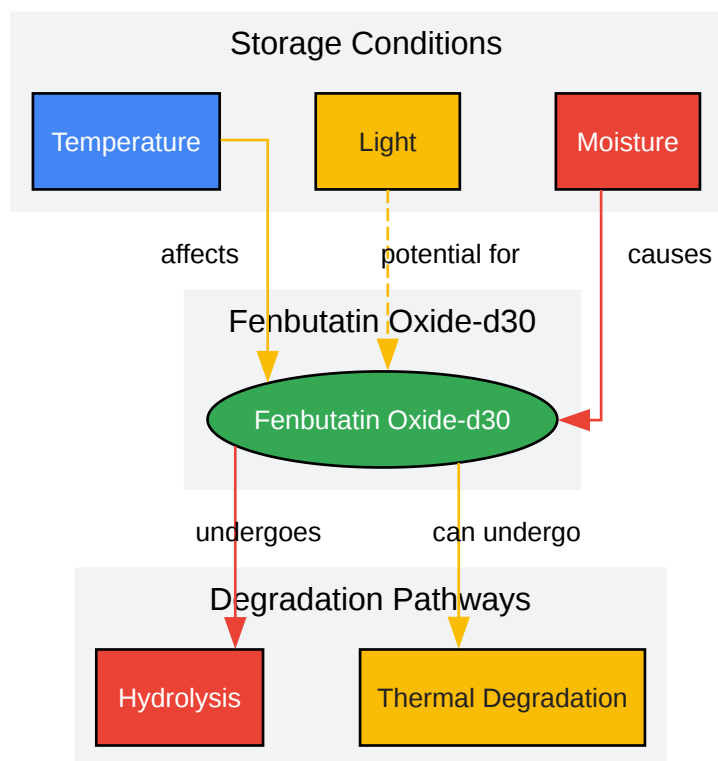 Storage Conditions
Temperature
Light
Moisture
affects
potential for
causes
Fenbutatin Oxide-d30
Fenbutatin Oxide-d30
undergoes
can undergo
Degradation Pathways
Hydrolysis
Thermal Degradation